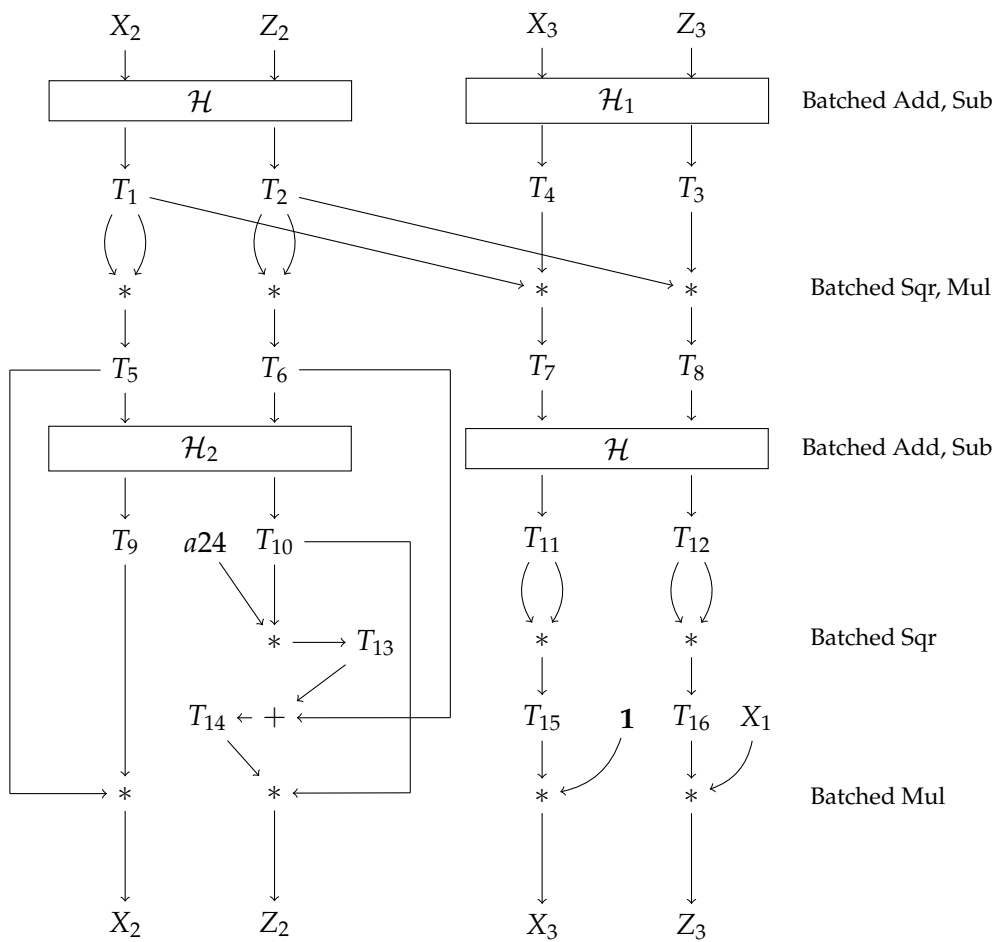 X₂ Z₂ X₃ Z₃
ℋ ℋ₁ Batched Add, Sub
T₁ T₂ T₄ T₃
* * * * Batched Sqr, Mul
T₅ T₆ T₇ T₈
ℋ₂ ℋ Batched Add, Sub
T₉ a24 T₁₀ T₁₁ T₁₂
* T₁₃ * * Batched Sqr
T₁₄ + T₁₅ 1 T₁₆ X₁
* * * * Batched Mul
X₂ Z₂ X₃ Z₃